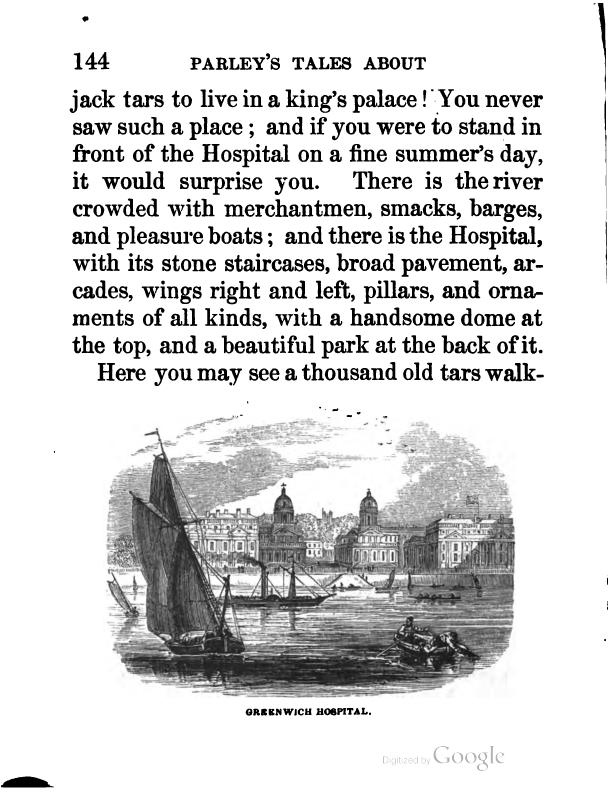 144 PARLEY'S TALES ABOUT
jack tars to live in a king's palace! You never
saw such a place; and if you were to stand in
front of the Hospital on a fine summer's day,
it would surprise you. There is the river
crowded with merchantmen, smacks, barges,
and pleasure boats; and there is the Hospital,
with its stone staircases, broad pavement, ar-
cades, wings right and left, pillars, and orna-
ments of all kinds, with a handsome dome at
the top, and a beautiful park at the back of it.
Here you may see a thousand old tars walk-
GREENWICH HOSPITAL.
Digitized by Google